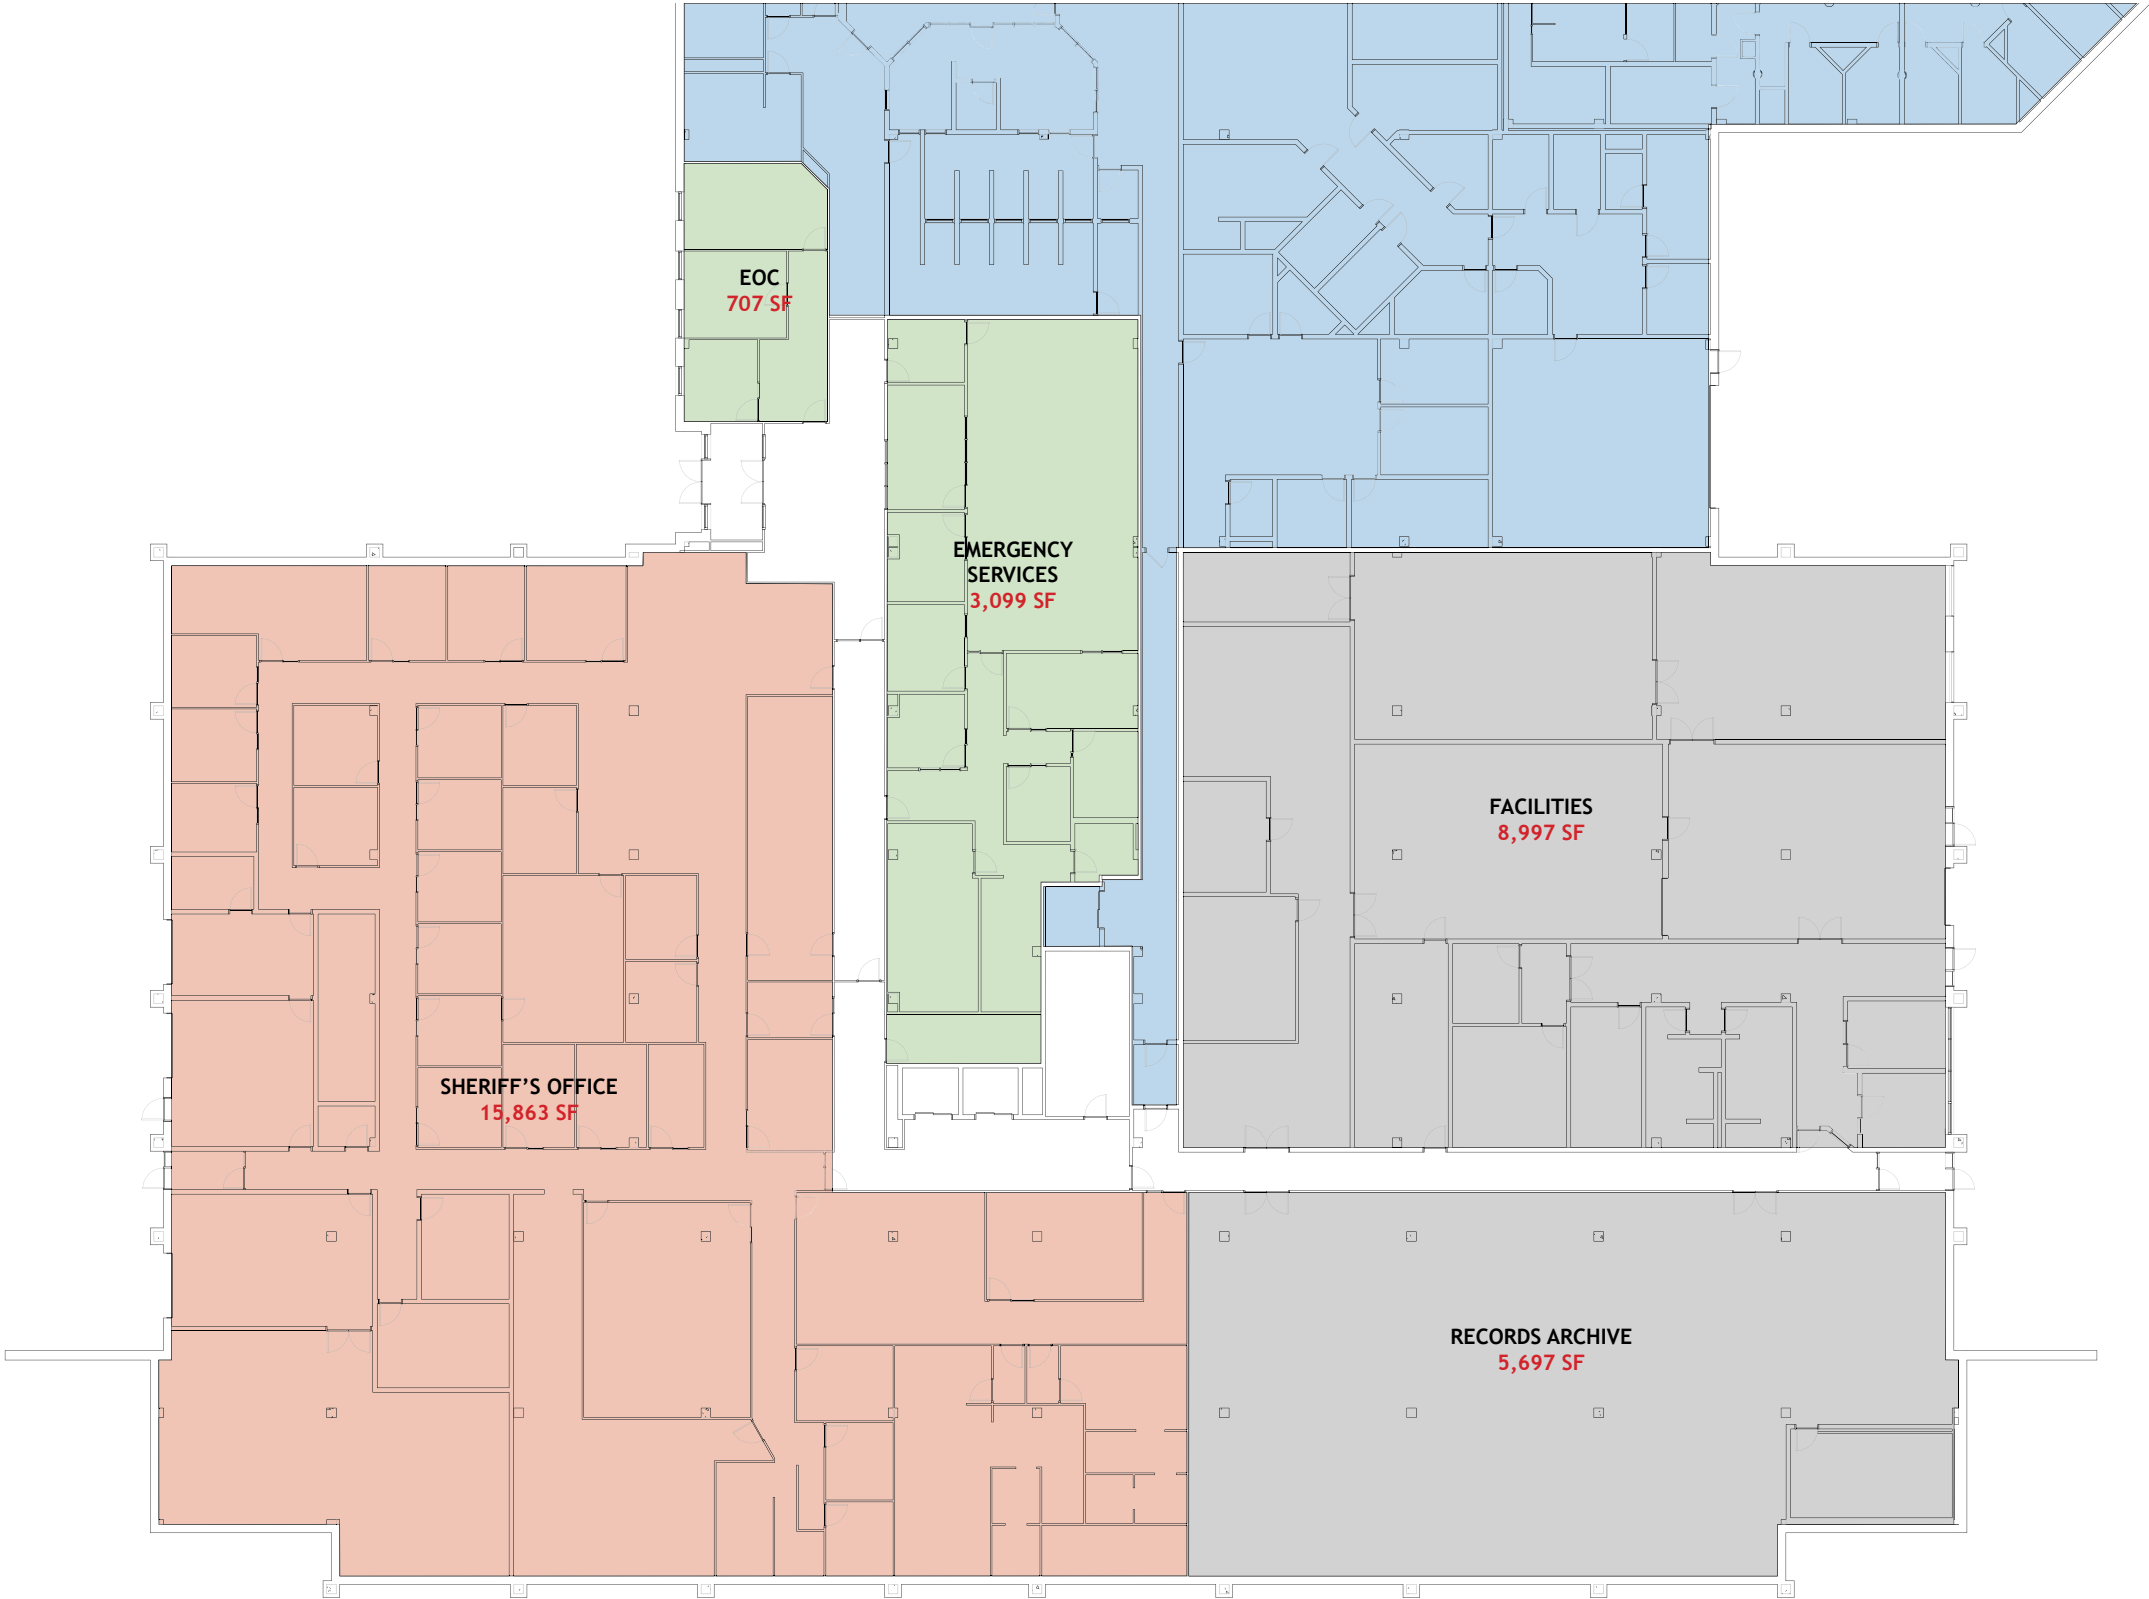 EOC
707 SF
EMERGENCY
SERVICES
3,099 SF
FACILITIES
8,997 SF
SHERIFF’S OFFICE
15,863 SF
RECORDS ARCHIVE
5,697 SF